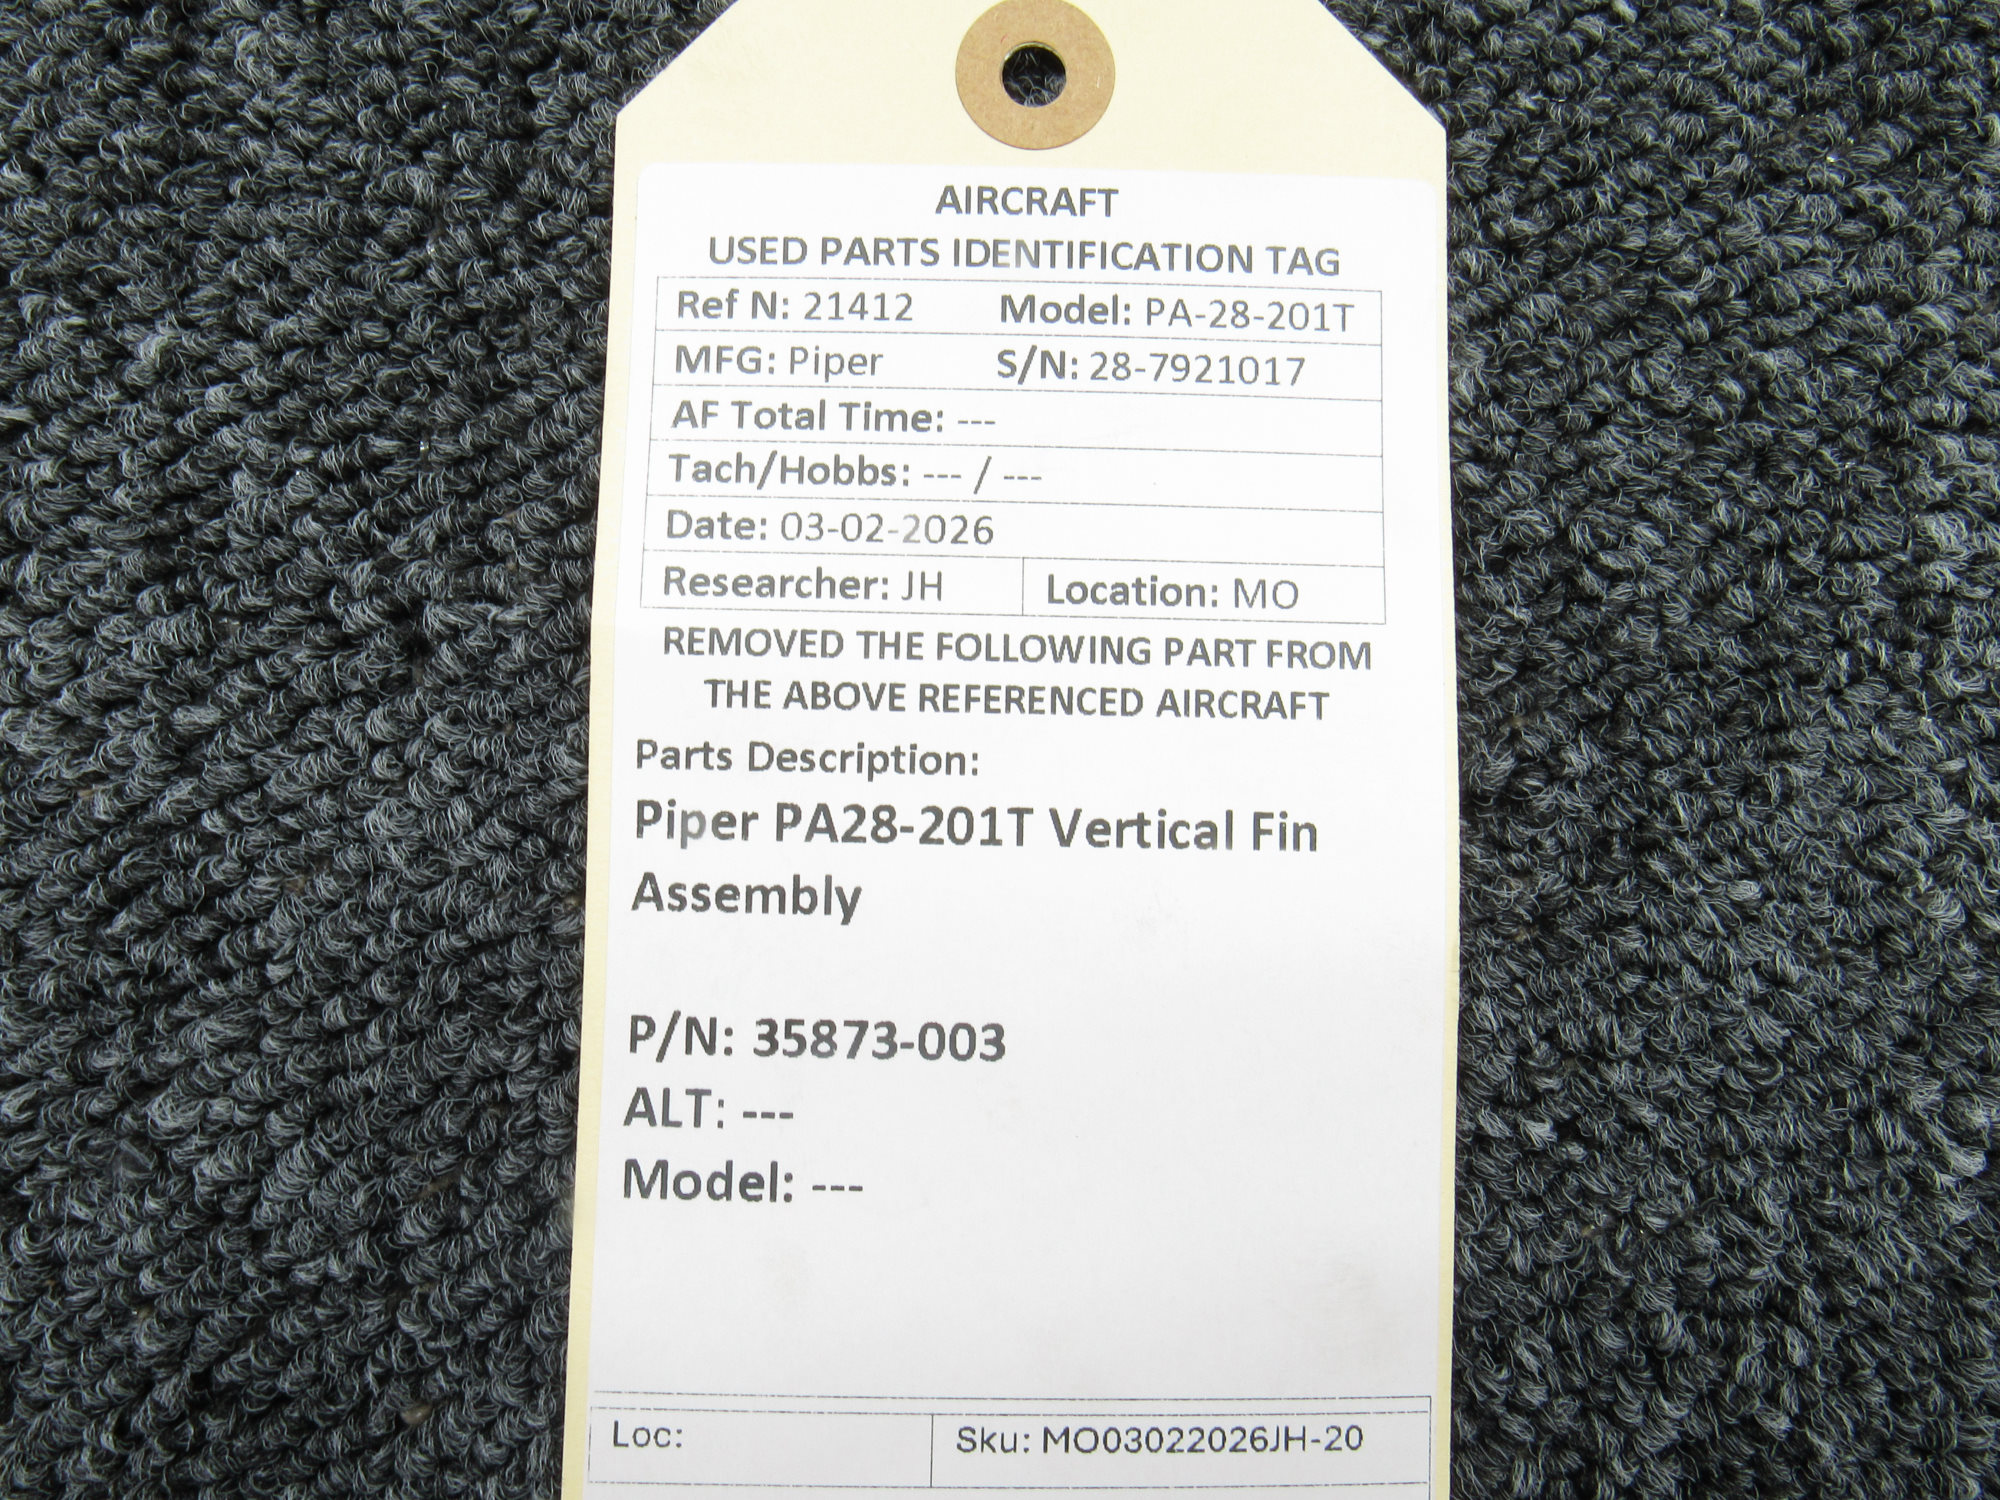 AIRCRAFT
USED PARTS IDENTIFICATION TAG
Ref N: 21412 Model: PA-28-201T
MFG: Piper S/N: 28-7921017
AF Total Time: ---
Tach/Hobbs: --- / ---
Date: 03-02-2026
Researcher: JH Location: MO
REMOVED THE FOLLOWING PART FROM
THE ABOVE REFERENCED AIRCRAFT
Parts Description:
Piper PA28-201T Vertical Fin
Assembly
P/N: 35873-003
ALT: ---
Model: ---
Loc: Sku: MO03022026JH-20